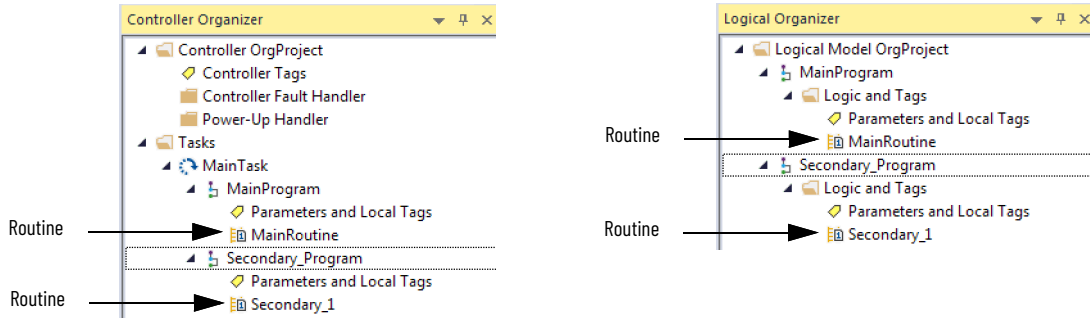 Controller Organizer
Controller OrgProject
Controller Tags
Controller Fault Handler
Power-Up Handler
Tasks
MainTask
MainProgram
Parameters and Local Tags
Routine
MainRoutine
Secondary_Program
Parameters and Local Tags
Routine
Secondary_1
Logical Organizer
Logical Model OrgProject
MainProgram
Logic and Tags
Parameters and Local Tags
Routine
MainRoutine
Secondary_Program
Logic and Tags
Parameters and Local Tags
Routine
Secondary_1